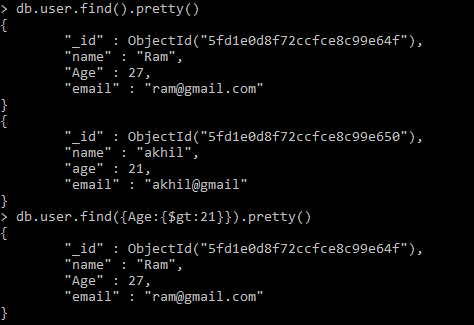 > db.user.find().pretty()
{
        "_id" : ObjectId("5fd1e0d8f72ccfce8c99e64f"),
        "name" : "Ram",
        "Age" : 27,
        "email" : "ram@gmail.com"
}
{
        "_id" : ObjectId("5fd1e0d8f72ccfce8c99e650"),
        "name" : "akhil",
        "age" : 21,
        "email" : "akhil@gmail"
}
> db.user.find({Age:{$gt:21}}).pretty()
{
        "_id" : ObjectId("5fd1e0d8f72ccfce8c99e64f"),
        "name" : "Ram",
        "Age" : 27,
        "email" : "ram@gmail.com"
}